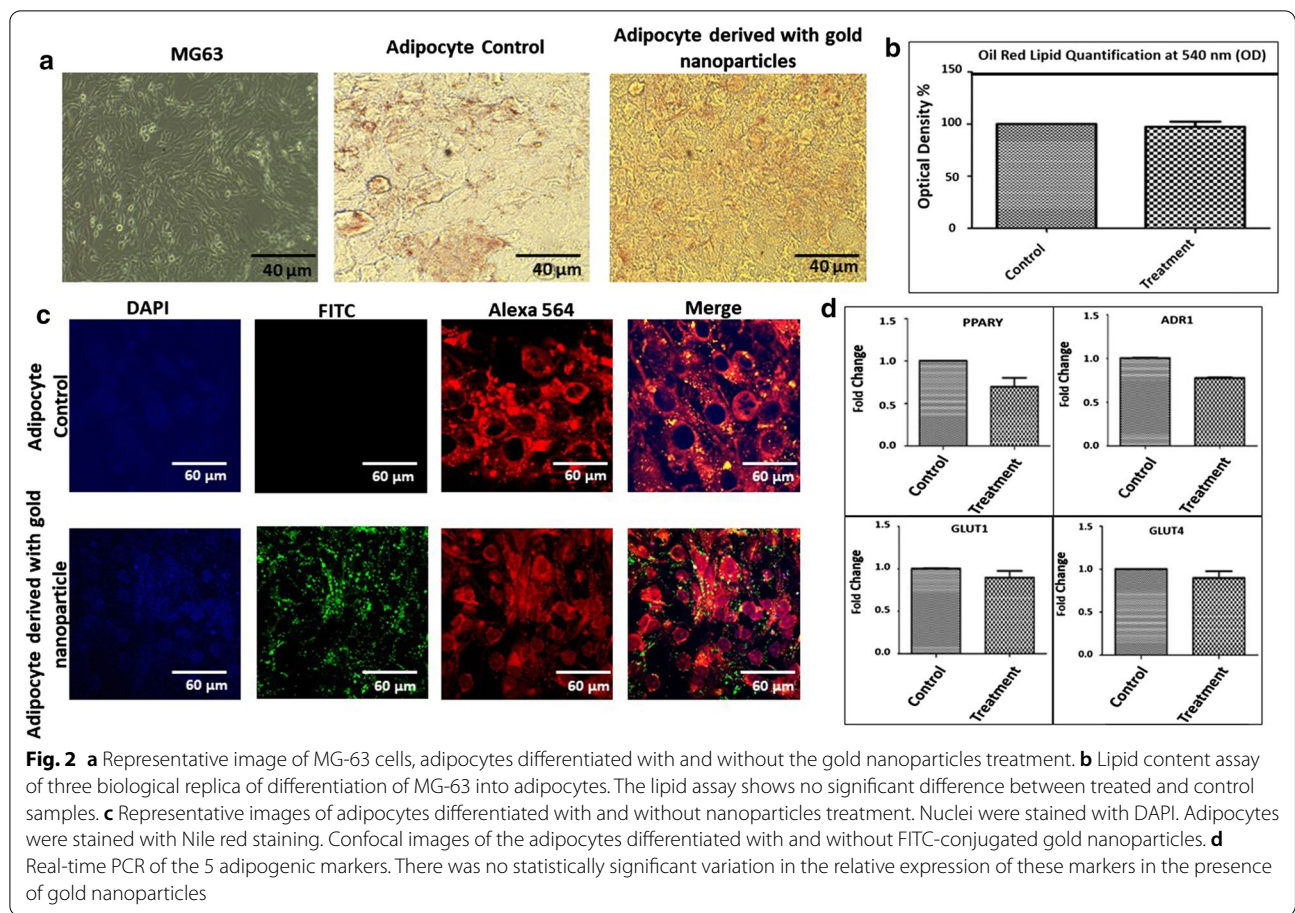 a
MG63
Adipocyte Control
Adipocyte derived with gold
nanoparticles
40 µm
40 µm
40 µm
b
Oil Red Lipid Quantification at 540 nm (OD)
Optical Density %
150
100
50
0
Control
Treatment
c
DAPI
FITC
Alexa 564
Merge
Adipocyte
Control
60 µm
60 µm
60 µm
60 µm
Adipocyte derived with gold
nanoparticle
60 µm
60 µm
60 µm
60 µm
d
PPARY
Fold Change
1.5
1.0
0.5
0.0
Control
Treatment
ADR1
Fold Change
1.5
1.0
0.5
0.0
Control
Treatment
GLUT1
Fold Change
1.5
1.0
0.5
0.0
Control
Treatment
GLUT4
Fold Change
1.5
1.0
0.5
0.0
Control
Treatment
Fig. 2 a Representative image of MG-63 cells, adipocytes differentiated with and without the gold nanoparticles treatment. b Lipid content assay
of three biological replica of differentiation of MG-63 into adipocytes. The lipid assay shows no significant difference between treated and control
samples. c Representative images of adipocytes differentiated with and without nanoparticles treatment. Nuclei were stained with DAPI. Adipocytes
were stained with Nile red staining. Confocal images of the adipocytes differentiated with and without FITC-conjugated gold nanoparticles. d
Real-time PCR of the 5 adipogenic markers. There was no statistically significant variation in the relative expression of these markers in the presence
of gold nanoparticles